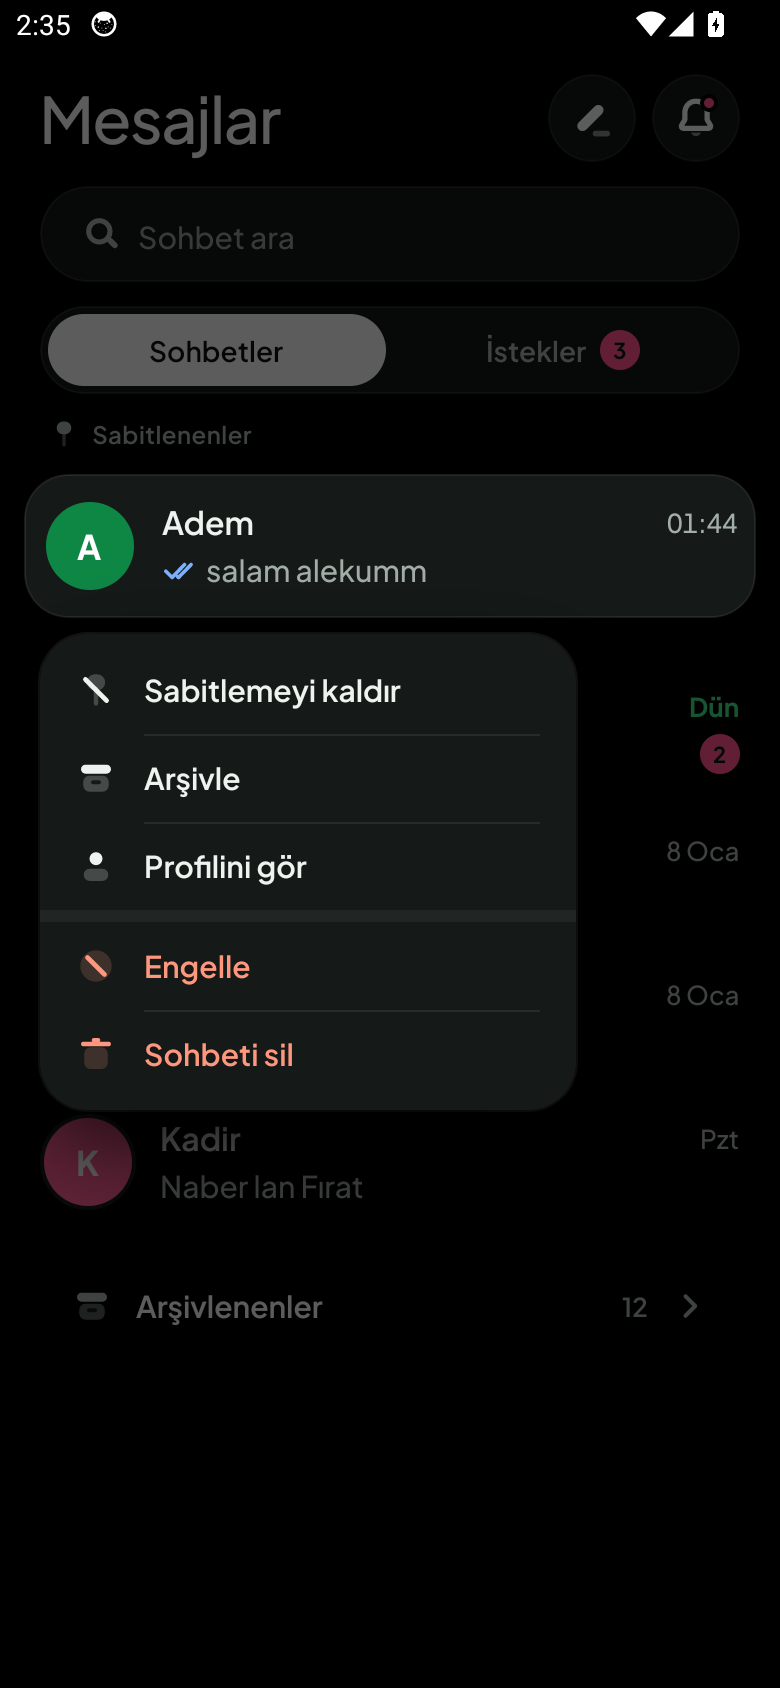 2:35
Mesajlar
Sohbet ara
Sohbetler
İstekler 3
Sabitlenenler
A
Adem 01:44
salam alekumm
Sabitlemeyi kaldır
Dün
2
Arşivle
8 Oca
Profilini gör
Engelle
8 Oca
Sohbeti sil
K
Kadir Pzt
Naber lan Fırat
Arşivlenenler 12